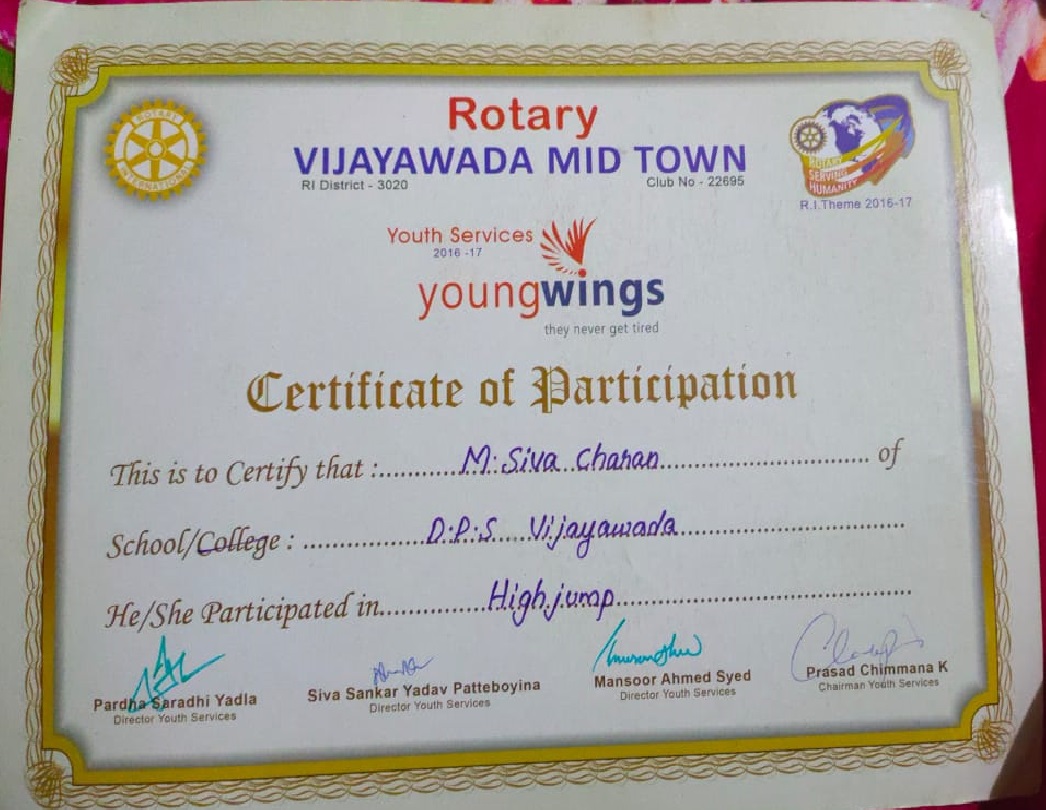 ROTARY
INTERNATIONAL
Rotary
VIJAYAWADA MID TOWN
RI District - 3020
Club No - 22695
ROTARY
SERVING
HUMANITY
R.I.Theme 2016-17
Youth Services
2016 -17
youngwings
they never get tired
Certificate of Participation
This is to Certify that :..........M. Siva Charan.......................... of
School/College : ...............D.P.S.....Vijayawada..............................
He/She Participated in...............High jump.....................................
Pardha Saradhi Yadla
Director Youth Services
Siva Sankar Yadav Patteboyina
Director Youth Services
Mansoor Ahmed Syed
Director Youth Services
Prasad Chimmana K
Chairman Youth Services